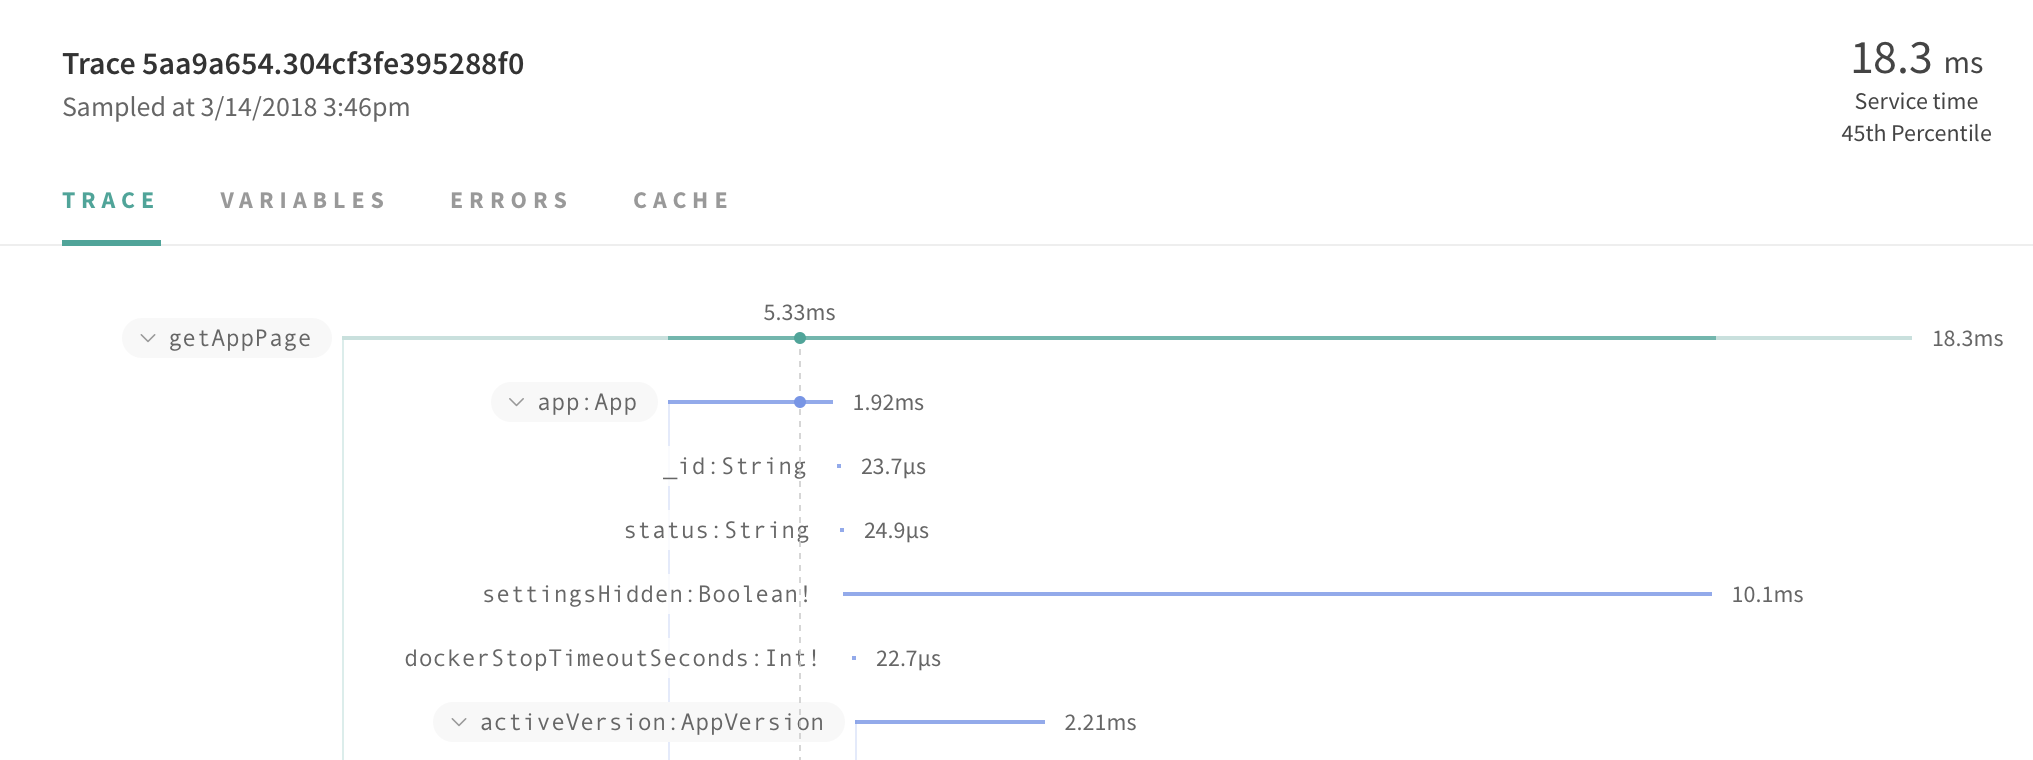 Trace 5aa9a654.304cf3fe395288f0
Sampled at 3/14/2018 3:46pm
18.3 ms
Service time
45th Percentile
TRACE VARIABLES ERRORS CACHE
5.33ms
getAppPage 18.3ms
app:App 1.92ms
_id:String 23.7µs
status:String 24.9µs
settingsHidden:Boolean! 10.1ms
dockerStopTimeoutSeconds:Int! 22.7µs
activeVersion:AppVersion 2.21ms